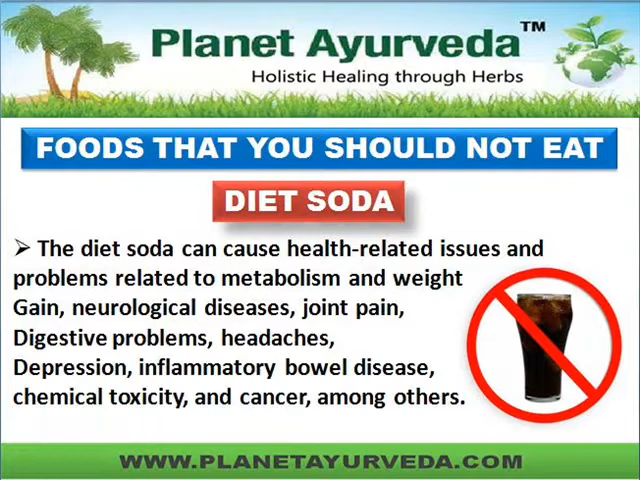 Planet Ayurveda™
Holistic Healing through Herbs
FOODS THAT YOU SHOULD NOT EAT
DIET SODA
➢ The diet soda can cause health-related issues and
problems related to metabolism and weight
Gain, neurological diseases, joint pain,
Digestive problems, headaches,
Depression, inflammatory bowel disease,
chemical toxicity, and cancer, among others.
WWW.PLANETAYURVEDA.COM